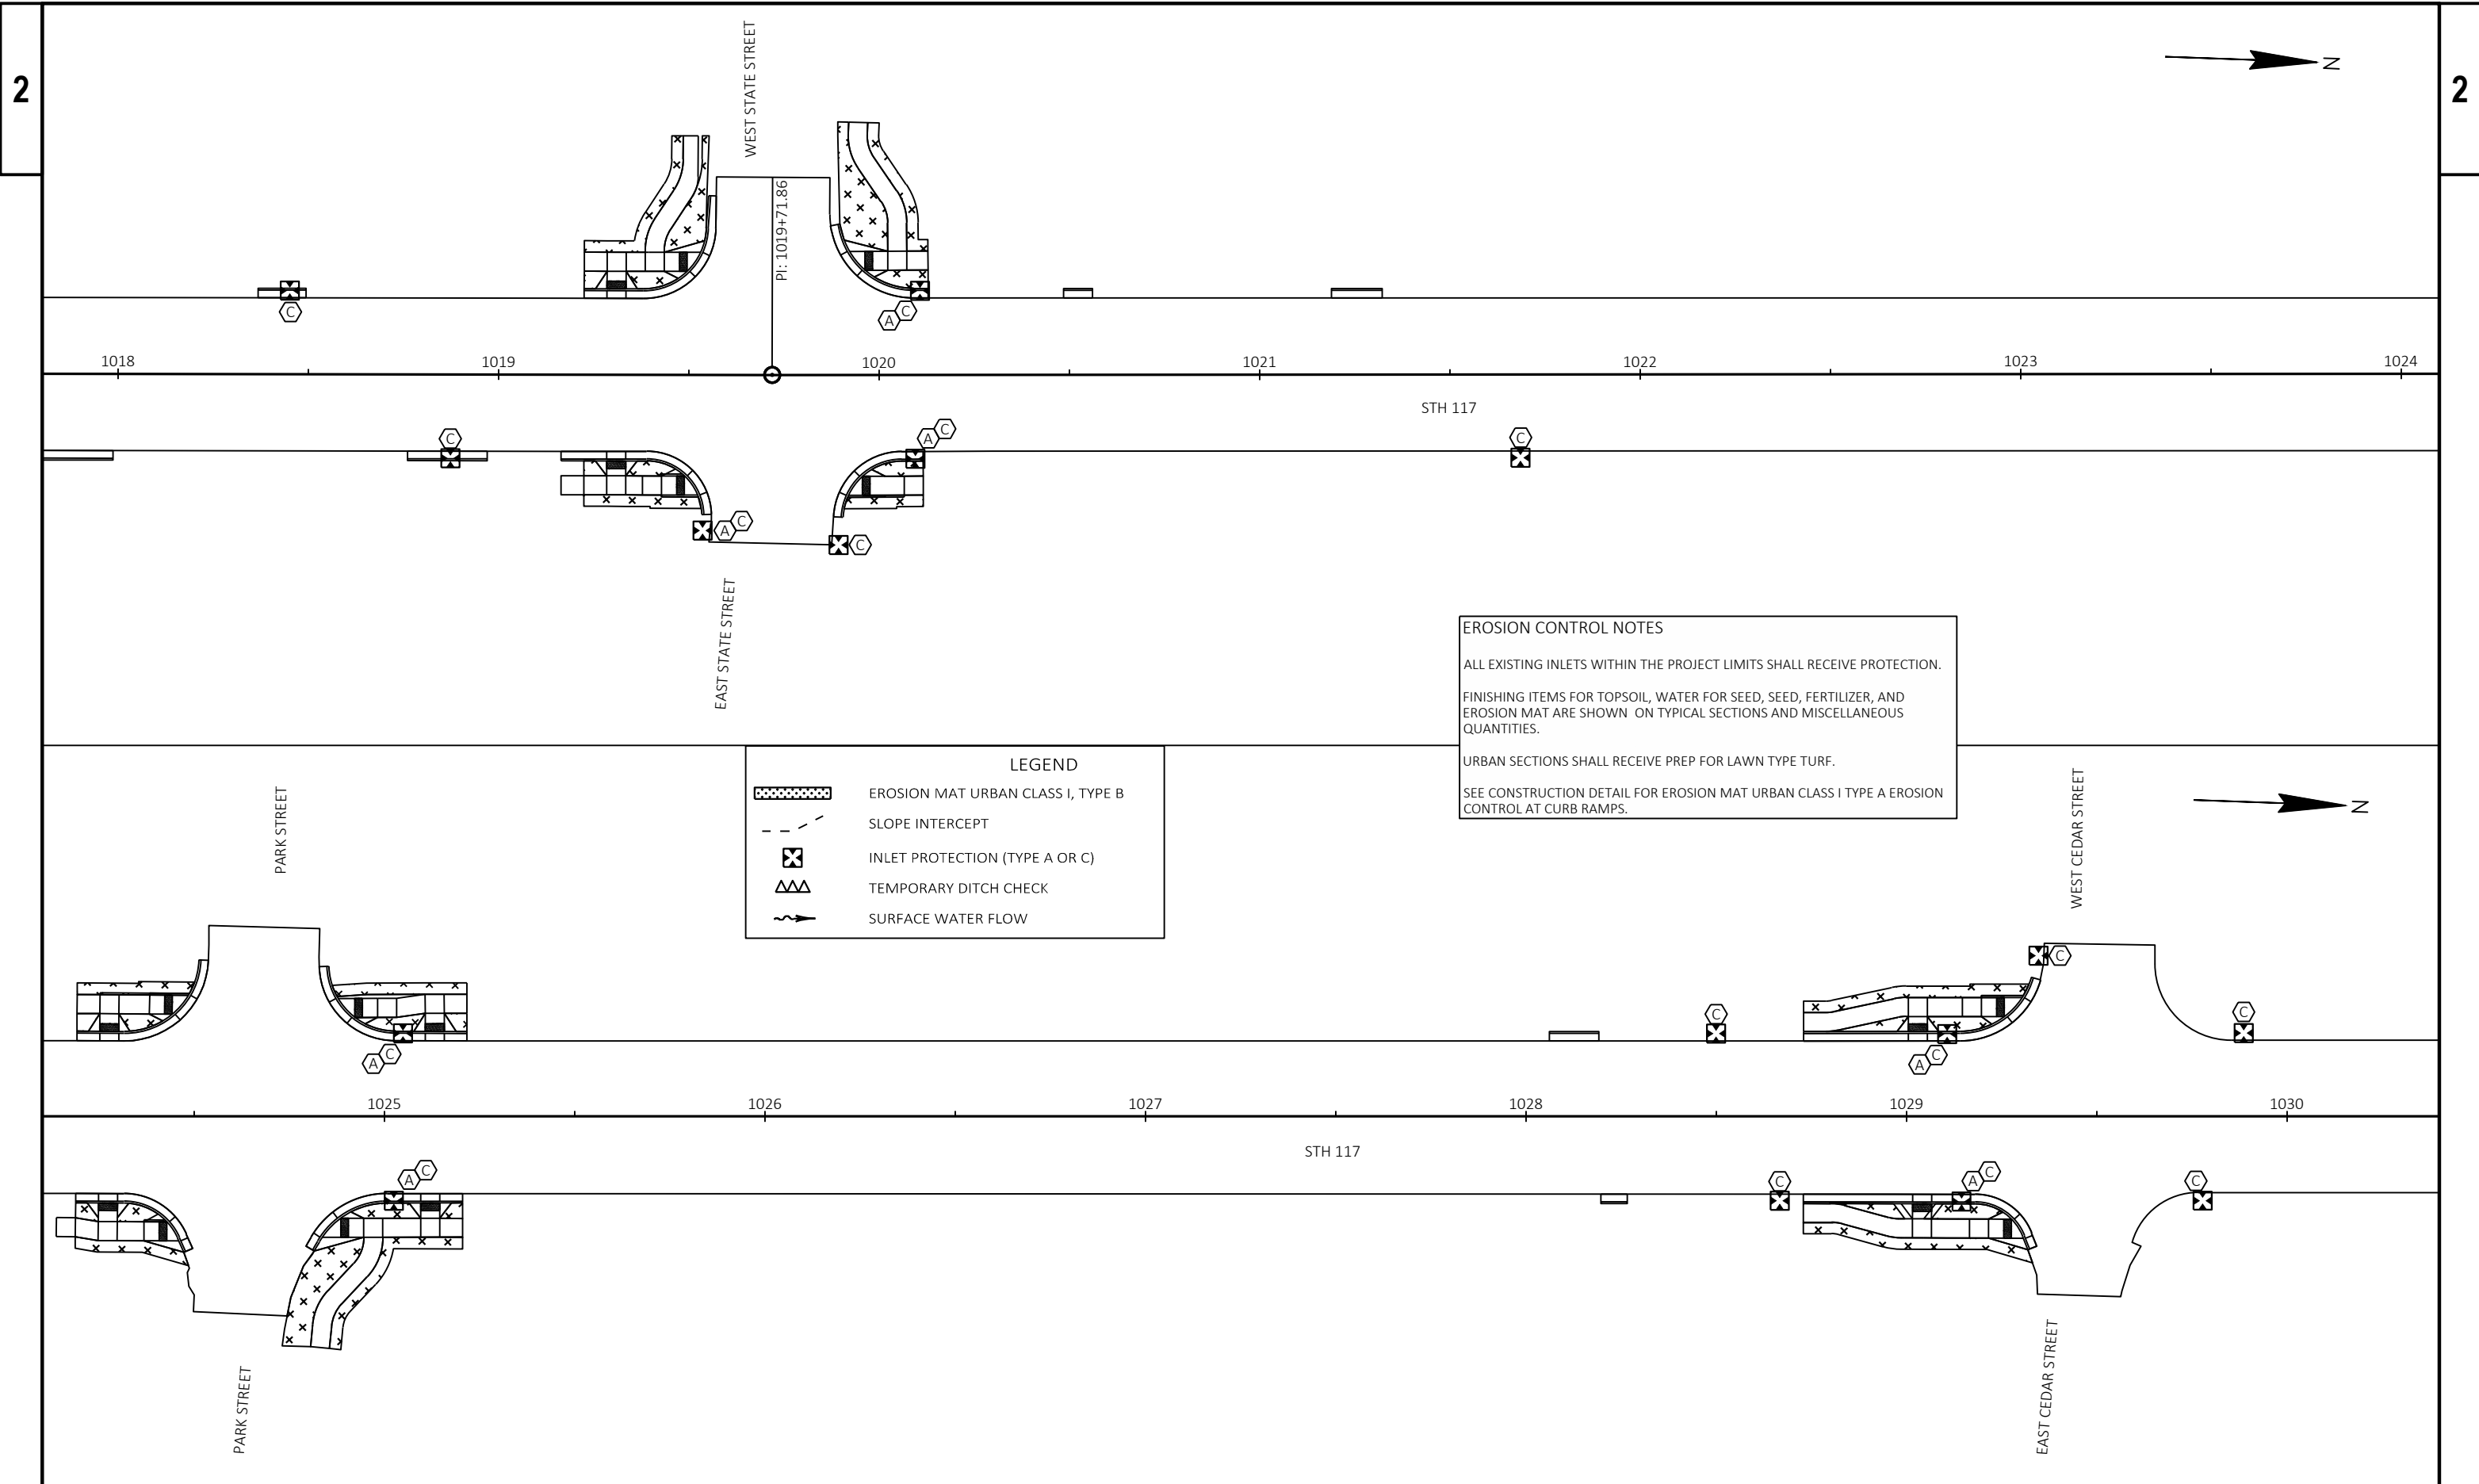 2
2
WEST STATE STREET
N
PI: 1019+71.86
C
A
C
1018
1019
1020
1021
1022
1023
1024
STH 117
C
A
C
C
A
C
C
EAST STATE STREET
EROSION CONTROL NOTES
ALL EXISTING INLETS WITHIN THE PROJECT LIMITS SHALL RECEIVE PROTECTION.
FINISHING ITEMS FOR TOPSOIL, WATER FOR SEED, SEED, FERTILIZER, AND
EROSION MAT ARE SHOWN ON TYPICAL SECTIONS AND MISCELLANEOUS
QUANTITIES.
URBAN SECTIONS SHALL RECEIVE PREP FOR LAWN TYPE TURF.
SEE CONSTRUCTION DETAIL FOR EROSION MAT URBAN CLASS I TYPE A EROSION
CONTROL AT CURB RAMPS.
LEGEND
EROSION MAT URBAN CLASS I, TYPE B
SLOPE INTERCEPT
INLET PROTECTION (TYPE A OR C)
TEMPORARY DITCH CHECK
SURFACE WATER FLOW
PARK STREET
WEST CEDAR STREET
N
A
C
C
C
A
C
C
1025
1026
1027
1028
1029
1030
STH 117
A
C
C
A
C
C
PARK STREET
EAST CEDAR STREET